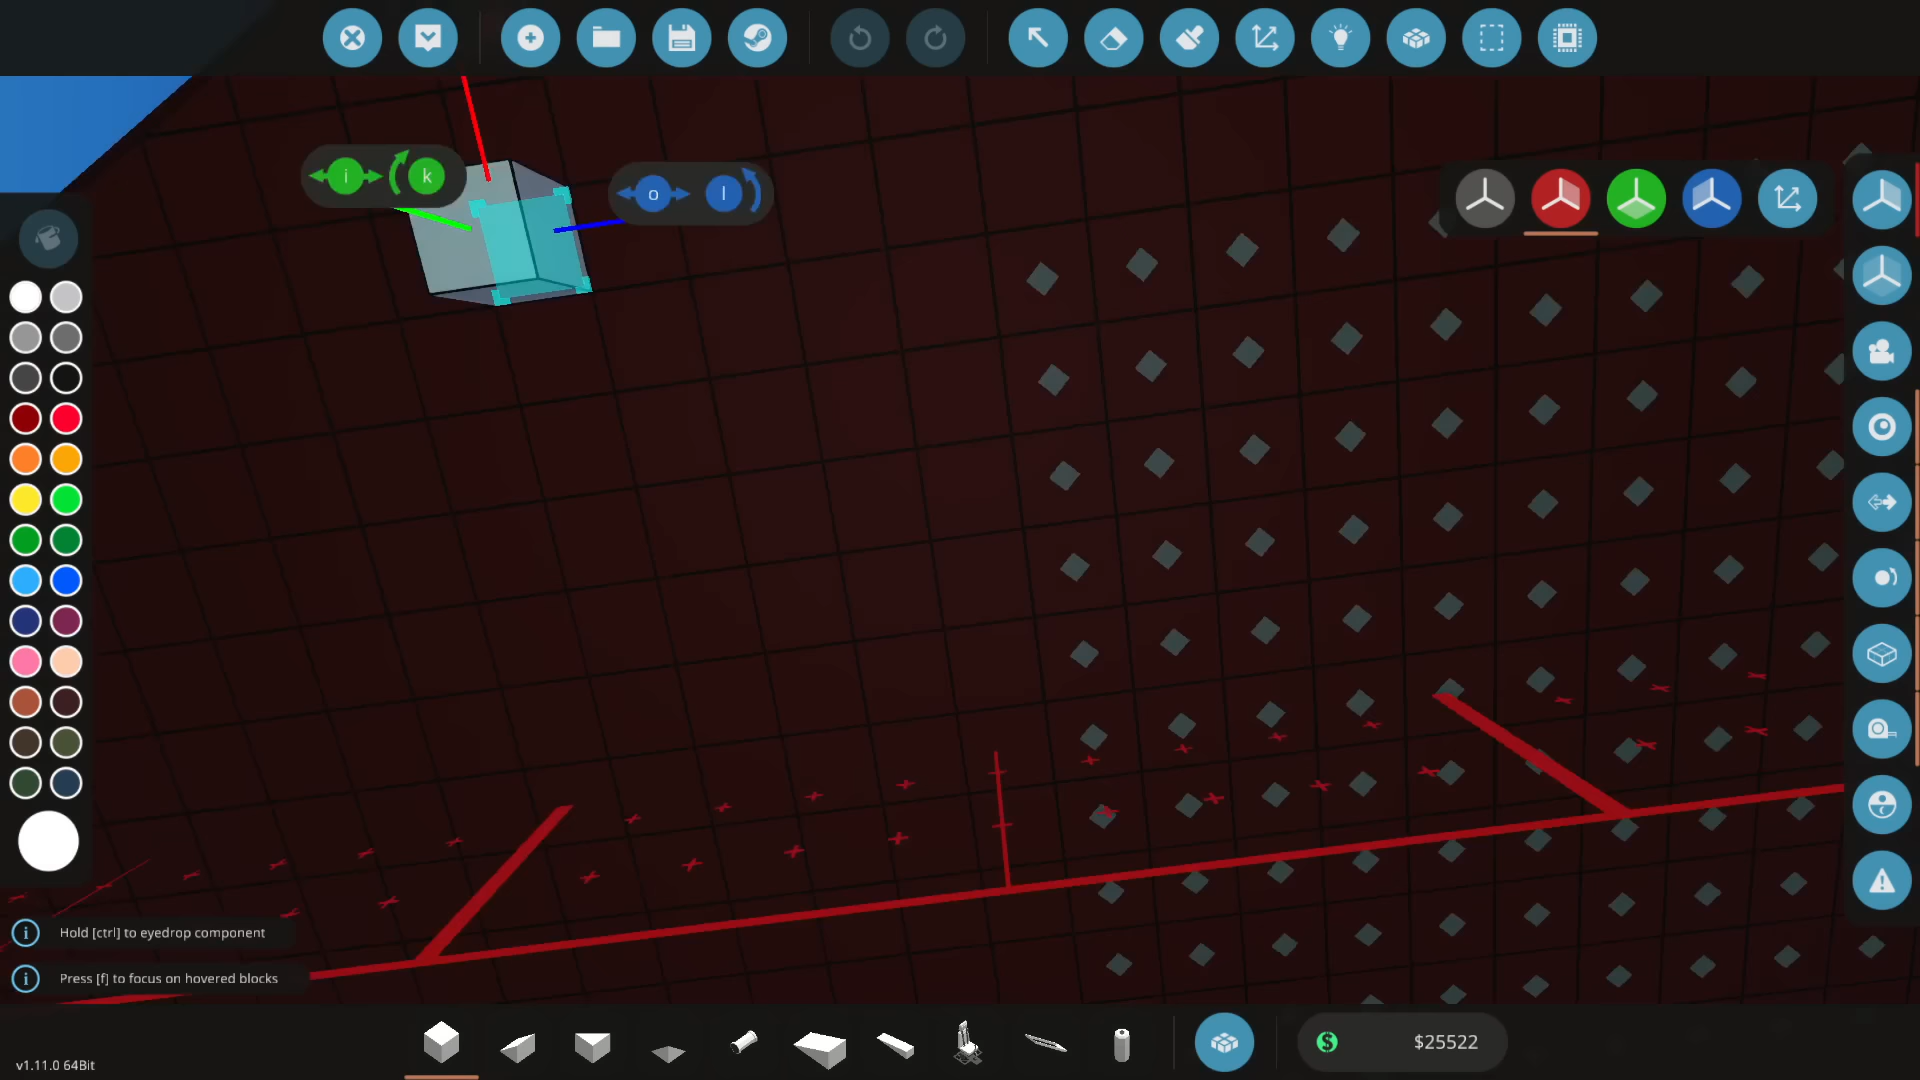 i
k
o
l
Hold [ctrl] to eyedrop component
Press [f] to focus on hovered blocks
$25522
v1.11.0 64Bit